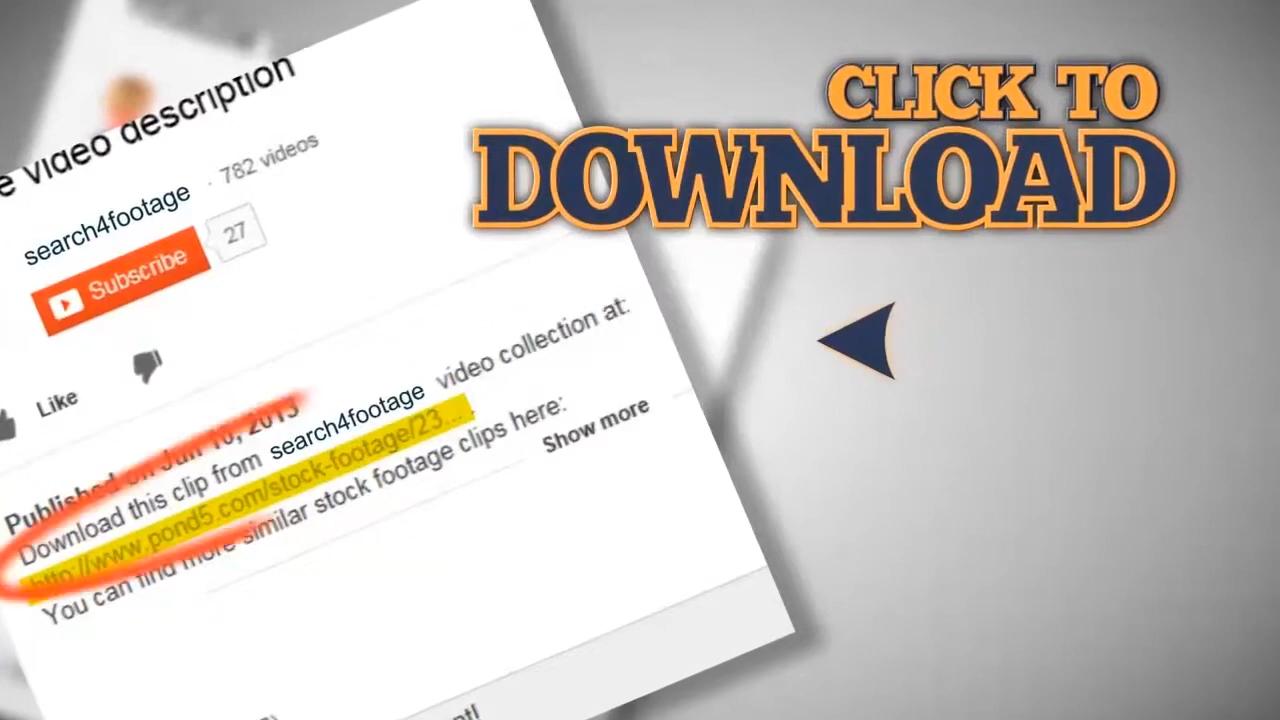 e video description
search4footage · 782 videos
Subscribe 27
Like
Published on Jun 10, 2013
Download this clip from search4footage video collection at:
http://www.pond5.com/stock-footage/23...
You can find more similar stock footage clips here:
Show more
CLICK TO
DOWNLOAD